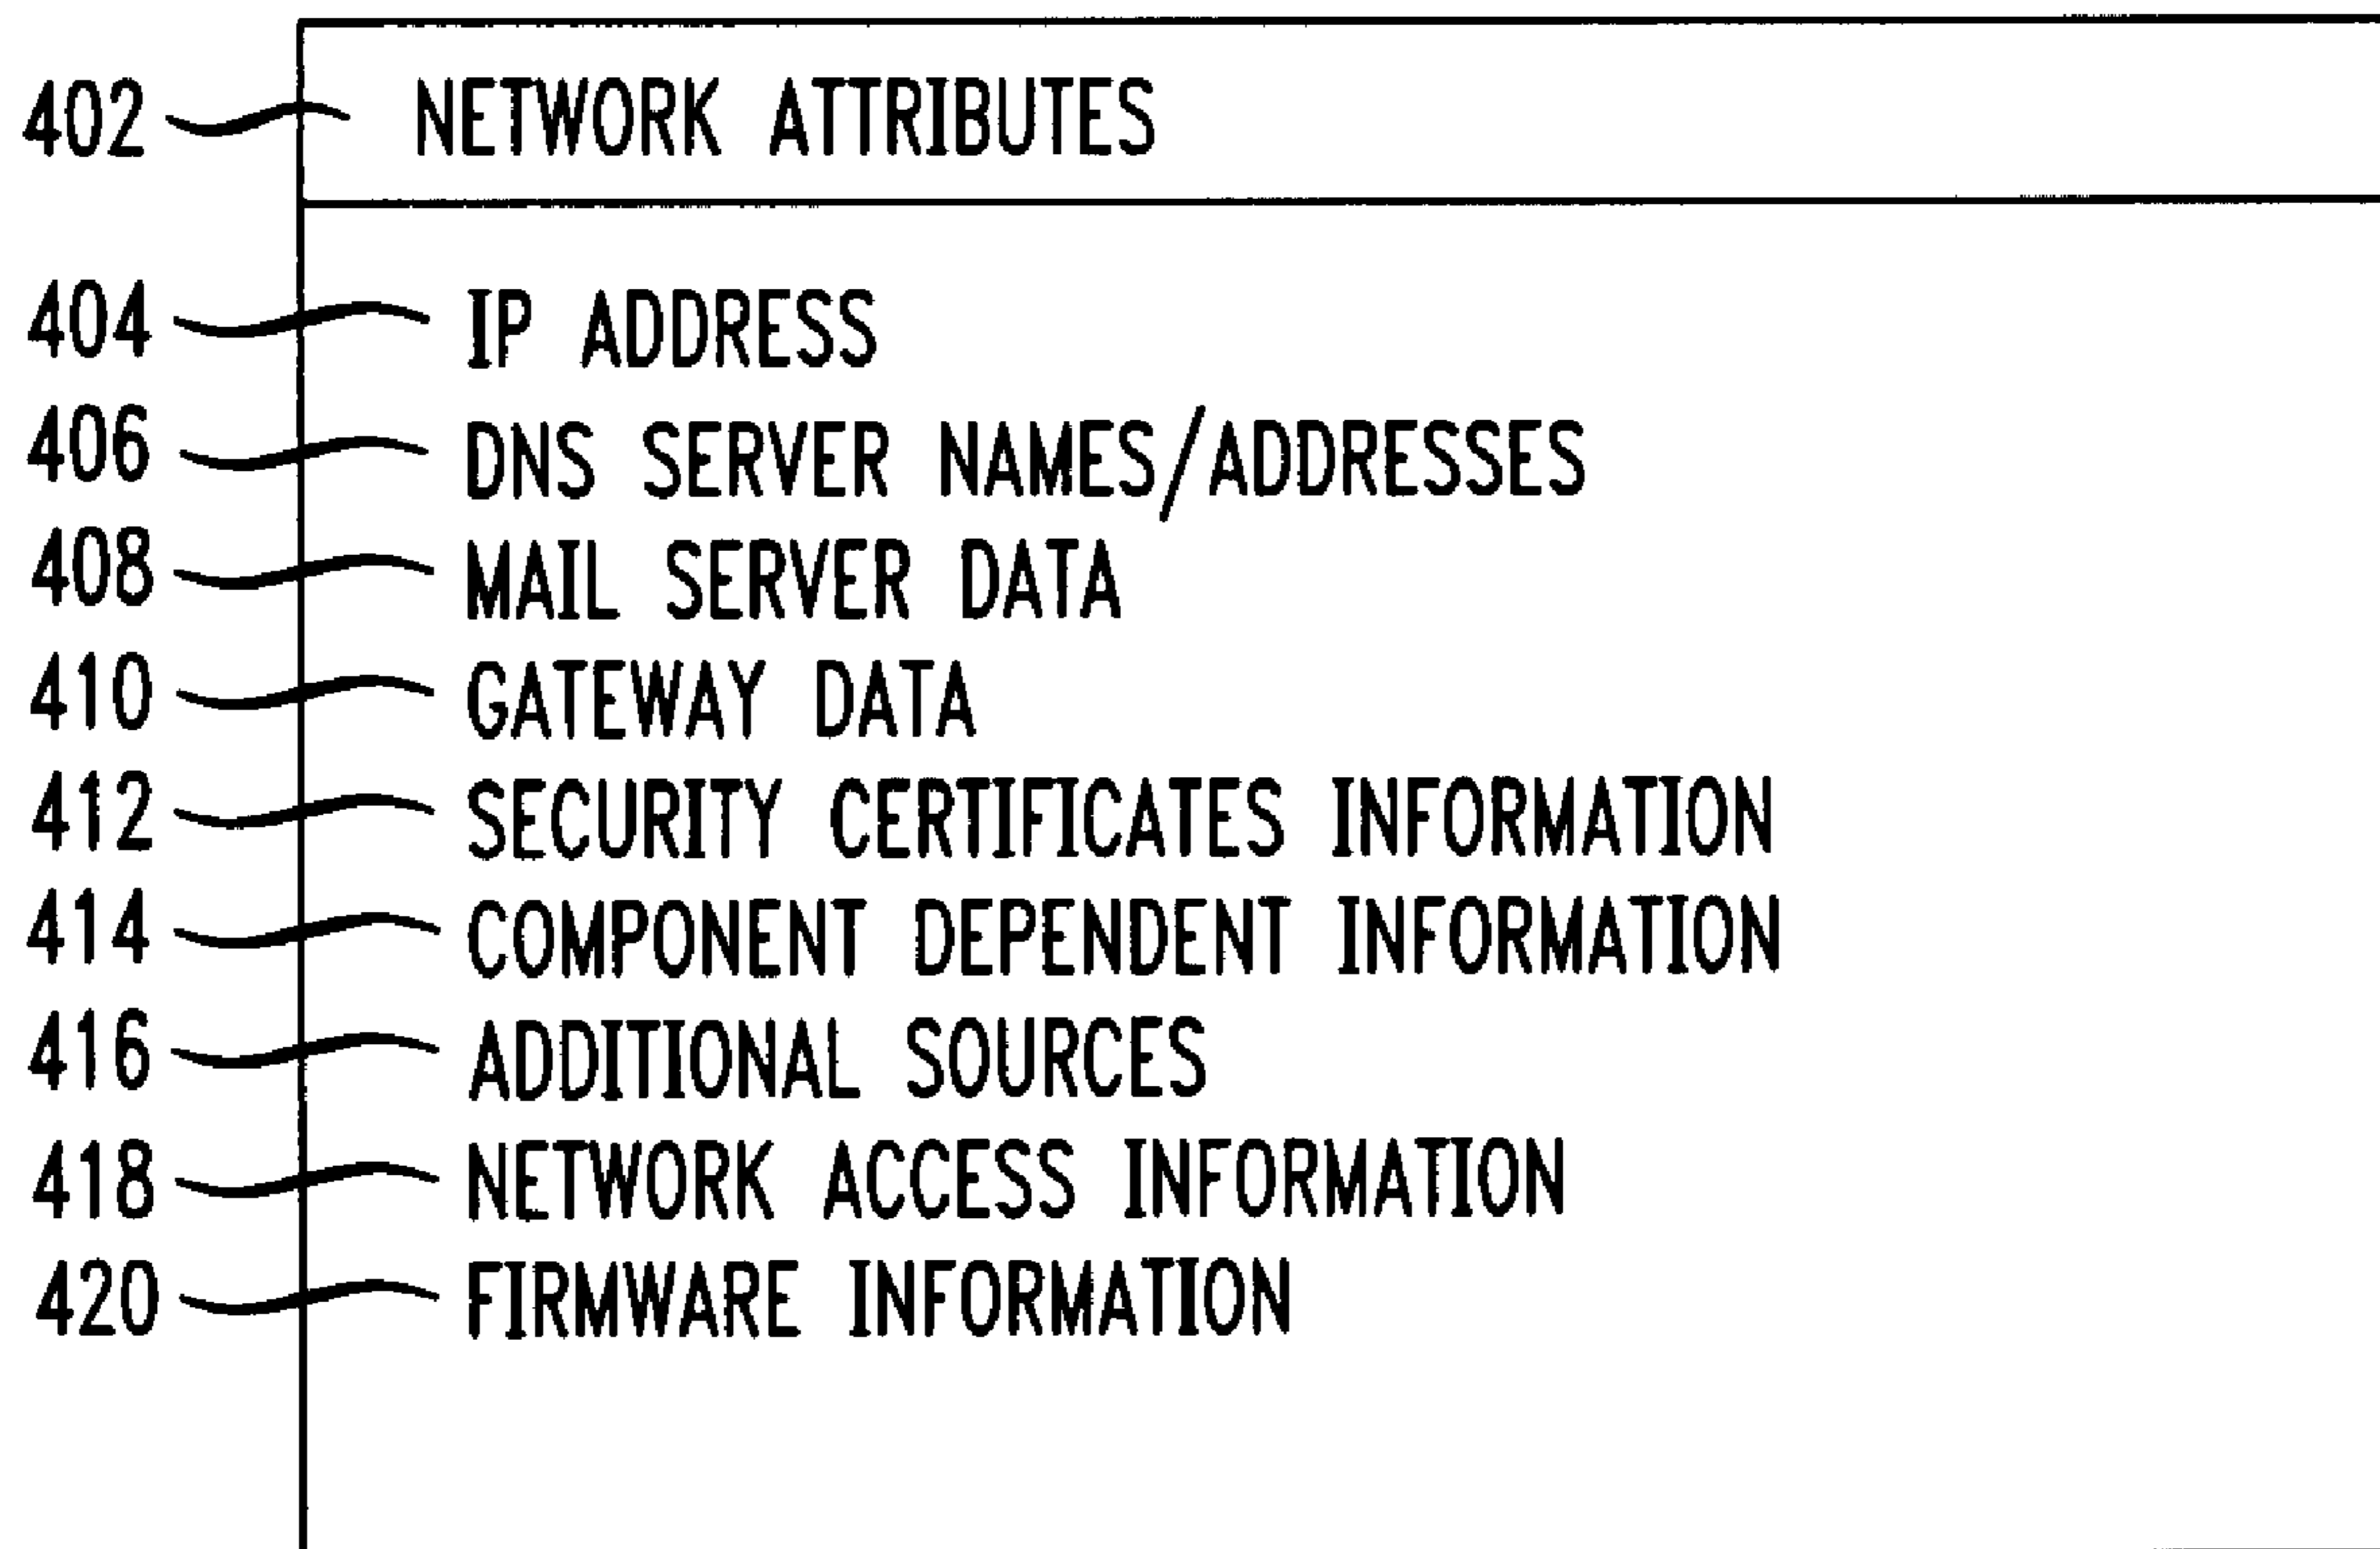 402 NETWORK ATTRIBUTES
404 IP ADDRESS
406 DNS SERVER NAMES/ADDRESSES
408 MAIL SERVER DATA
410 GATEWAY DATA
412 SECURITY CERTIFICATES INFORMATION
414 COMPONENT DEPENDENT INFORMATION
416 ADDITIONAL SOURCES
418 NETWORK ACCESS INFORMATION
420 FIRMWARE INFORMATION